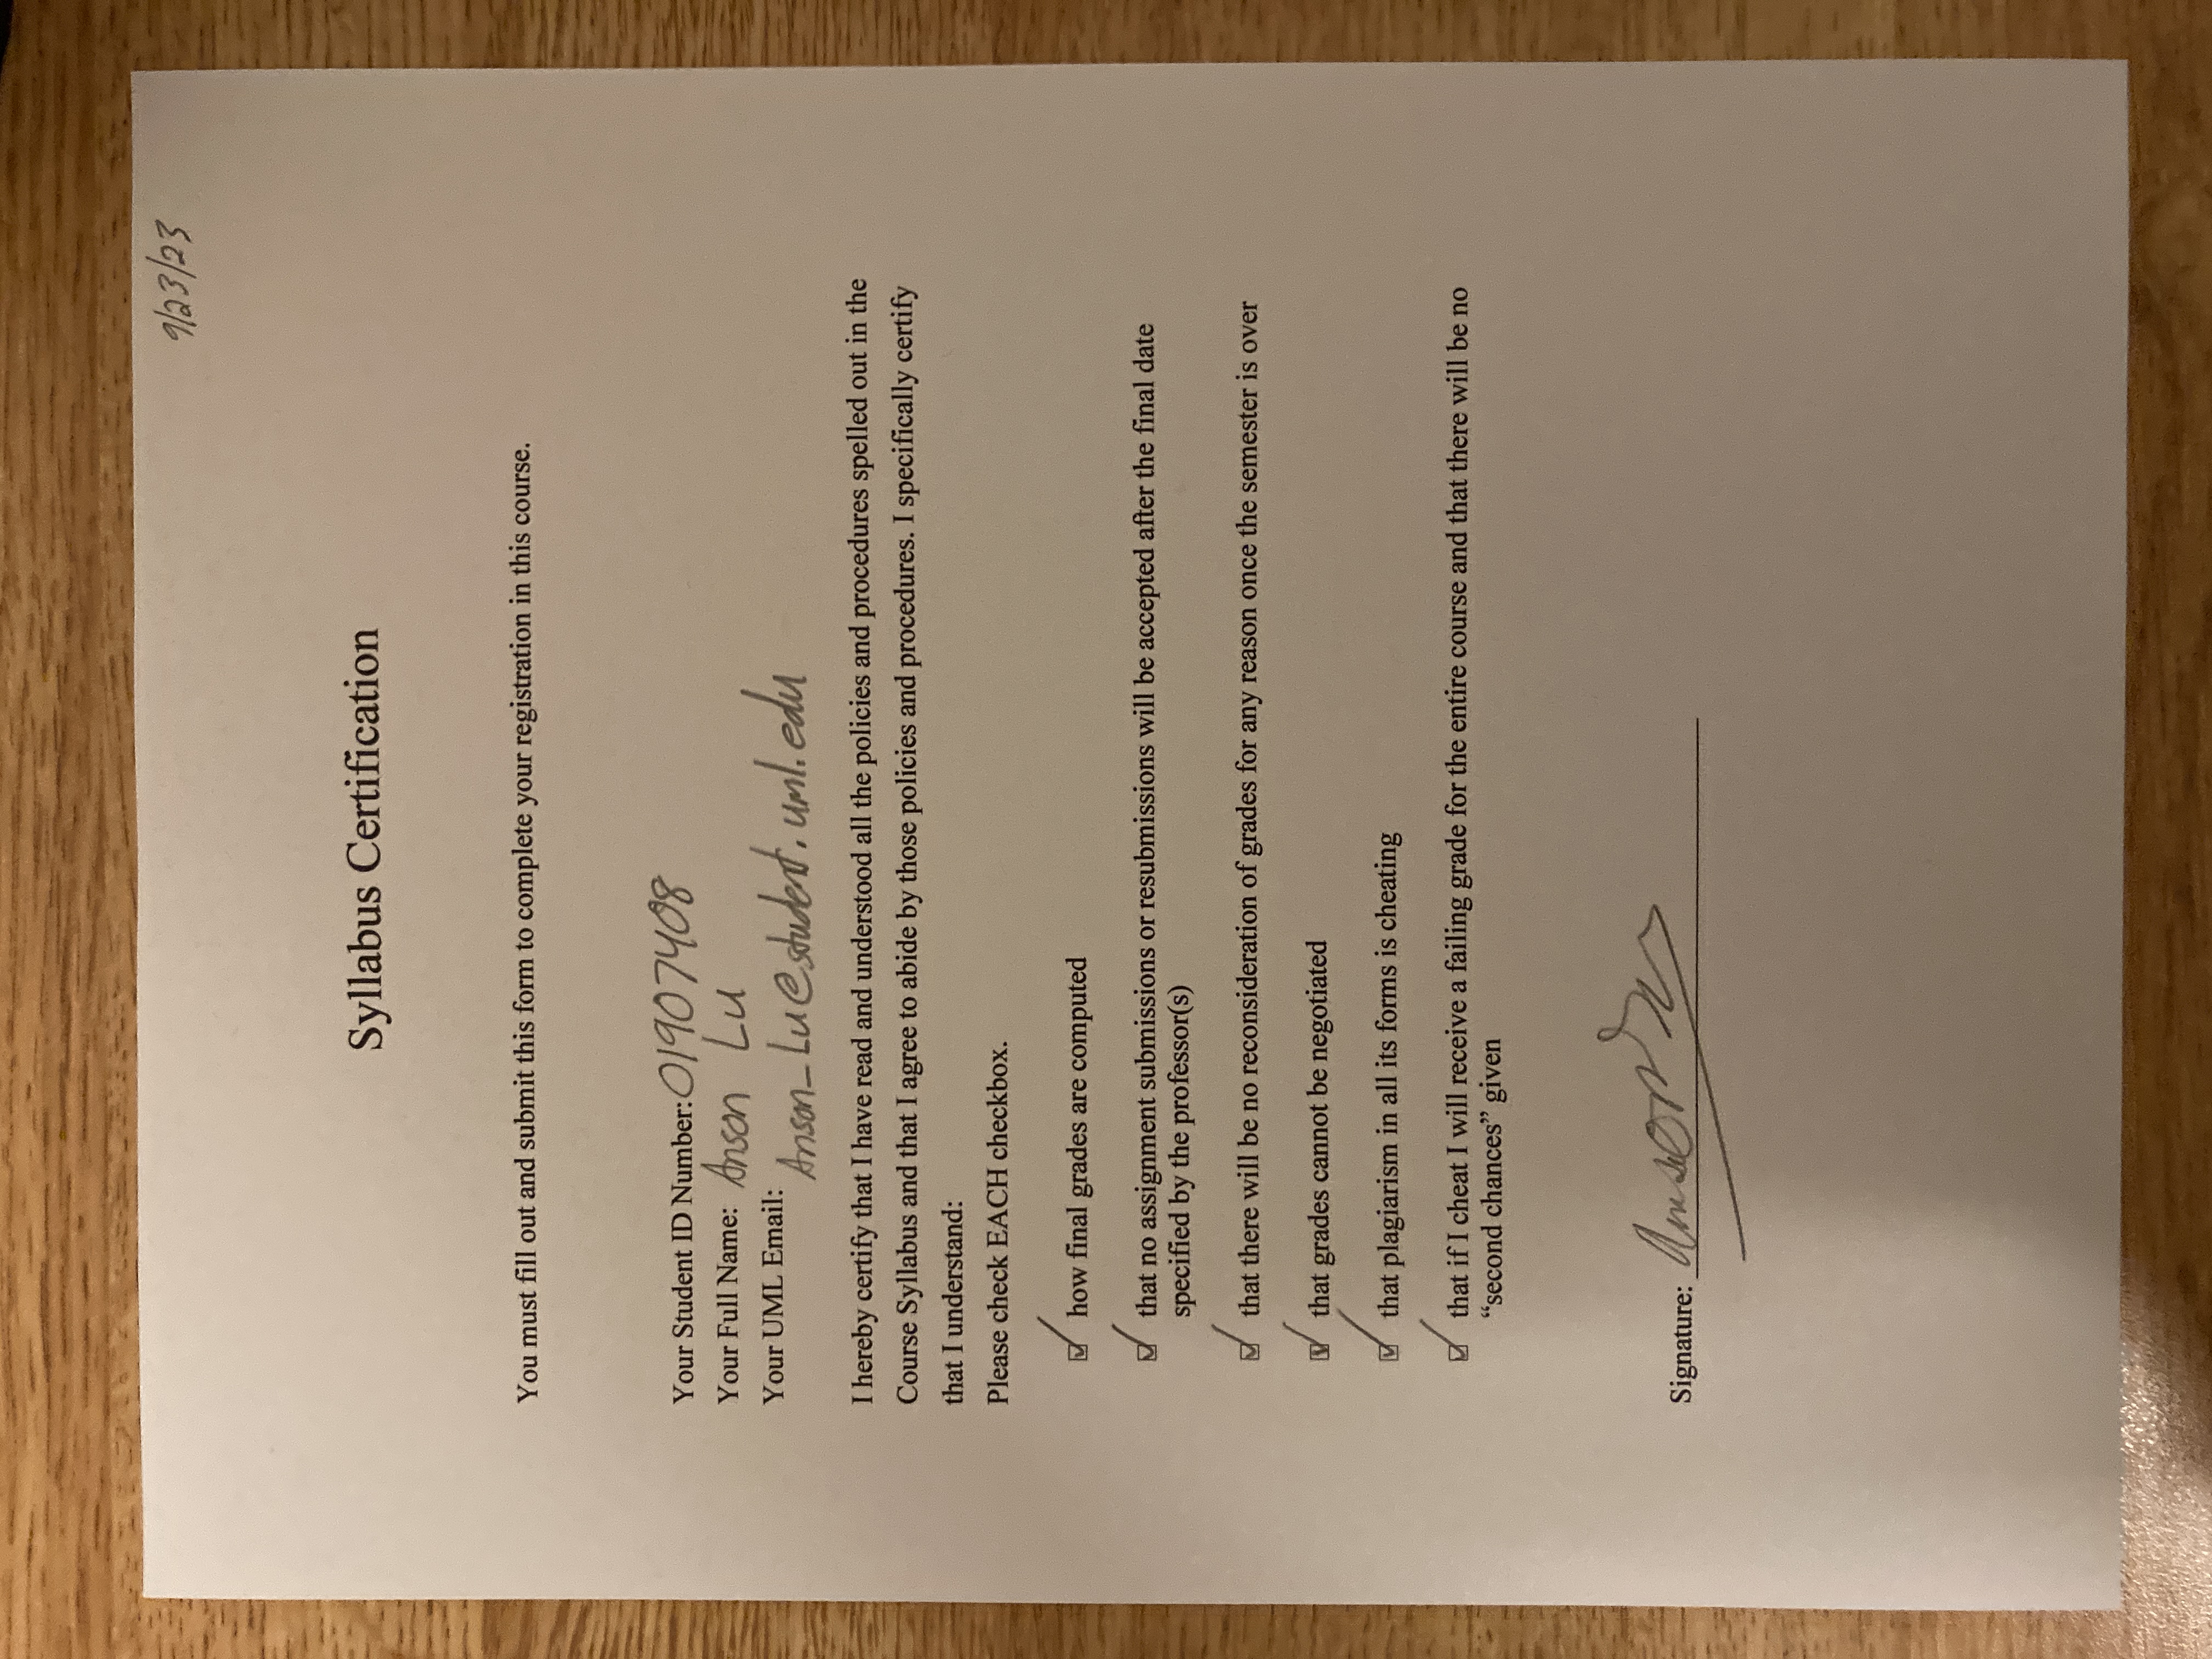 9/23/23
Syllabus Certification
You must fill out and submit this form to complete your registration in this course.
Your Student ID Number: 01907408
Your Full Name: Anson Lu
Your UML Email: Anson_Lu@student.uml.edu
I hereby certify that I have read and understood all the policies and procedures spelled out in the
Course Syllabus and that I agree to abide by those policies and procedures. I specifically certify
that I understand:
Please check EACH checkbox.
☑ how final grades are computed
☑ that no assignment submissions or resubmissions will be accepted after the final date
specified by the professor(s)
☑ that there will be no reconsideration of grades for any reason once the semester is over
☑ that grades cannot be negotiated
☑ that plagiarism in all its forms is cheating
☑ that if I cheat I will receive a failing grade for the entire course and that there will be no
“second chances” given
Signature: Anson Lu